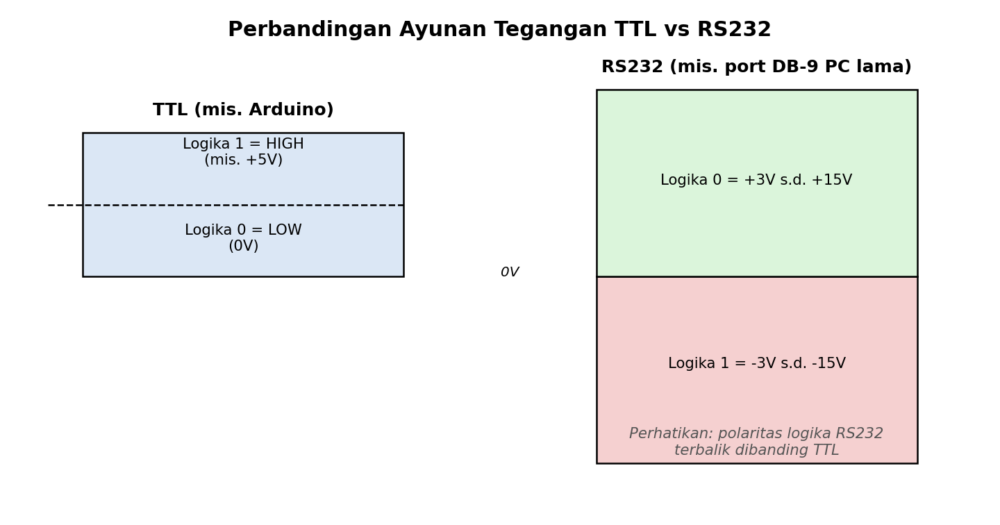 Perbandingan Ayunan Tegangan TTL vs RS232
TTL (mis. Arduino)
Logika 1 = HIGH
(mis. +5V)
Logika 0 = LOW
(0V)
0V
RS232 (mis. port DB-9 PC lama)
Logika 0 = +3V s.d. +15V
Logika 1 = -3V s.d. -15V
Perhatikan: polaritas logika RS232
terbalik dibanding TTL